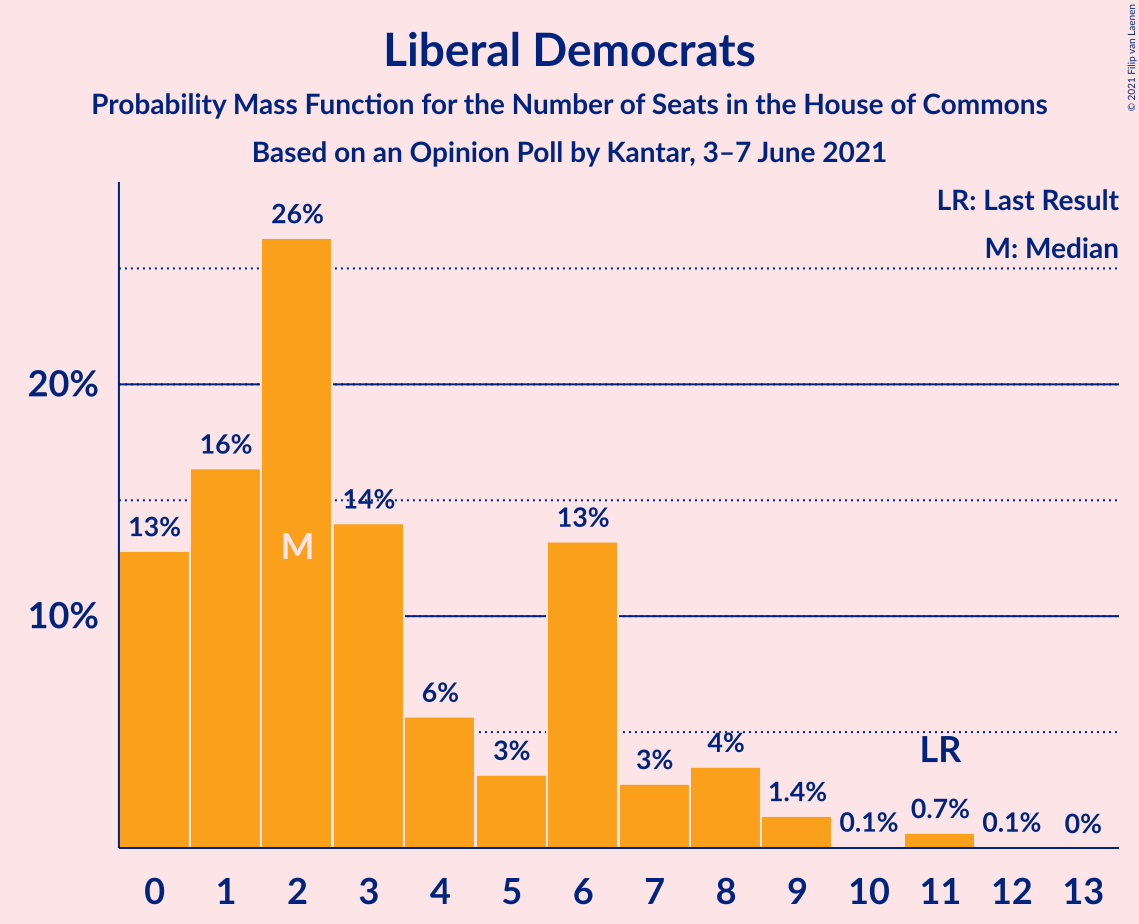 Liberal Democrats
Probability Mass Function for the Number of Seats in the House of Commons
Based on an Opinion Poll by Kantar, 3–7 June 2021
© 2021 Filip van Laenen
LR: Last Result
M: Median
26%
20%
16%
14%
13%
13%
M
10%
6%
3%
3%
4%
LR
1.4%
0.1%
0.7%
0.1%
0%
0 1 2 3 4 5 6 7 8 9 10 11 12 13